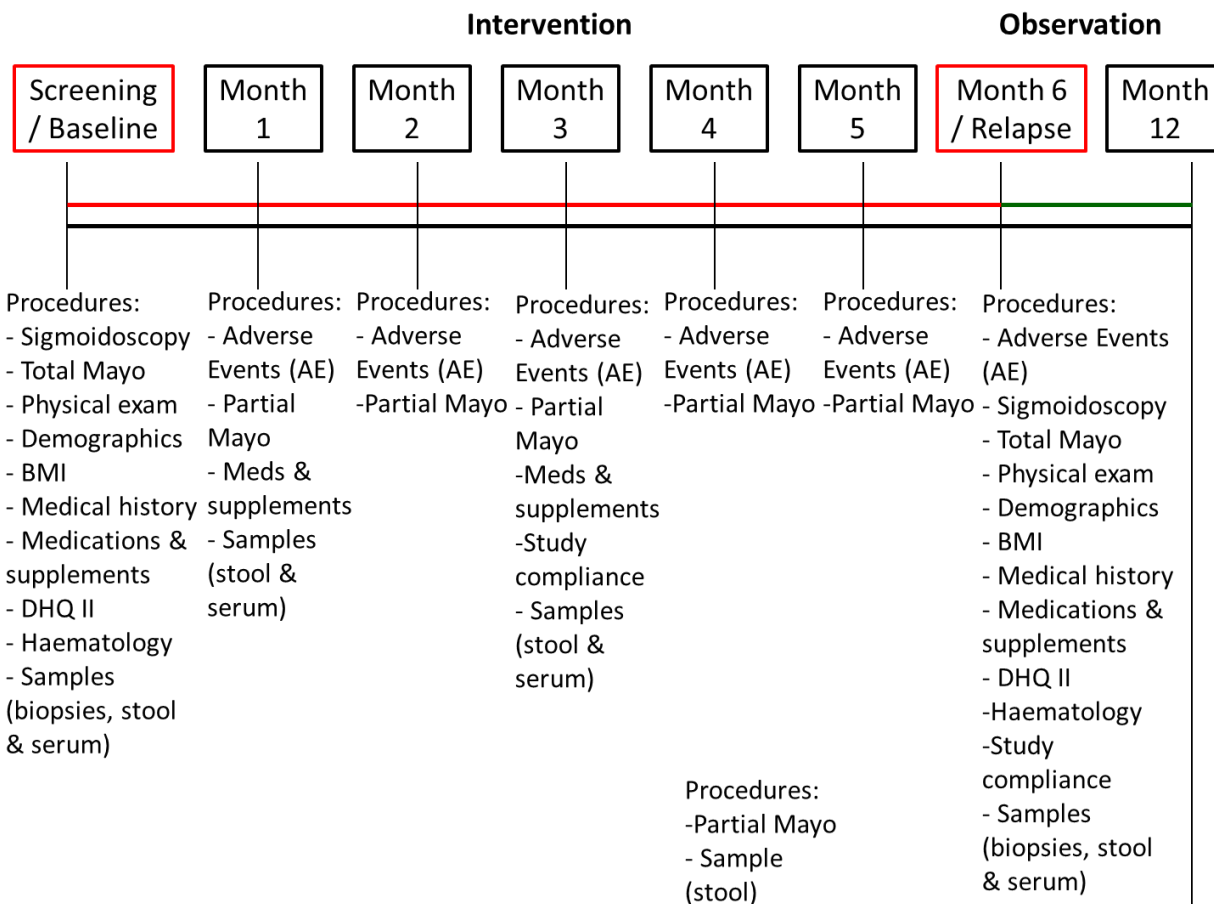 Intervention
Observation
Screening
/ Baseline
Month
1
Month
2
Month
3
Month
4
Month
5
Month 6
/ Relapse
Month
12
Procedures:
- Sigmoidoscopy
- Total Mayo
- Physical exam
- Demographics
- BMI
- Medical history
- Medications &
supplements
- DHQ II
- Haematology
- Samples
(biopsies, stool
& serum)
Procedures:
- Adverse
Events (AE)
- Partial
Mayo
- Meds &
supplements
- Samples
(stool &
serum)
Procedures:
- Adverse
Events (AE)
-Partial Mayo
Procedures:
- Adverse
Events (AE)
- Partial
Mayo
-Meds &
supplements
-Study
compliance
- Samples
(stool &
serum)
Procedures:
- Adverse
Events (AE)
-Partial Mayo
Procedures:
- Adverse
Events (AE)
-Partial Mayo
Procedures:
- Adverse Events
(AE)
- Sigmoidoscopy
- Total Mayo
- Physical exam
- Demographics
- BMI
- Medical history
- Medications &
supplements
- DHQ II
-Haematology
-Study
compliance
- Samples
(biopsies, stool
& serum)
Procedures:
-Partial Mayo
- Sample
(stool)